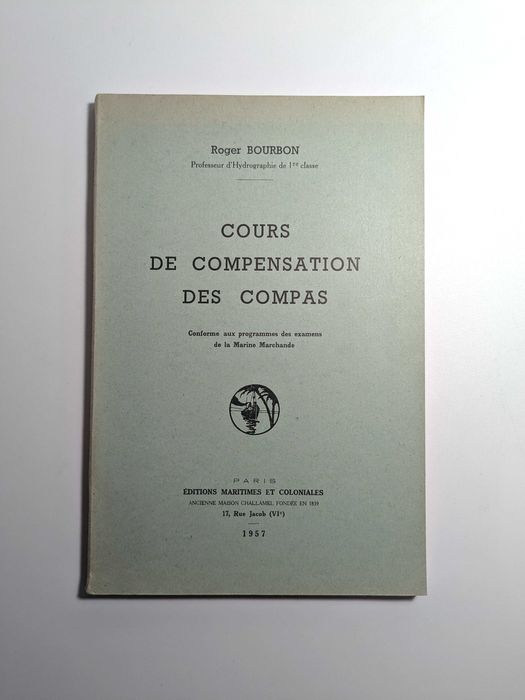 Roger BOURBON
Professeur d'Hydrographie de 1re classe
COURS
DE COMPENSATION
DES COMPAS
Conforme aux programmes des examens
de la Marine Marchande
PARIS
ÉDITIONS MARITIMES ET COLONIALES
ANCIENNE MAISON CHALLAMEL FONDÉE EN 1839
17, Rue Jacob (VIe)
1957